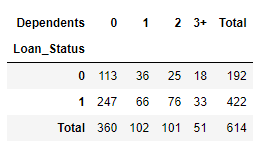 Dependents 0 1 2 3+ Total
Loan_Status
0 113 36 25 18 192
1 247 66 76 33 422
Total 360 102 101 51 614